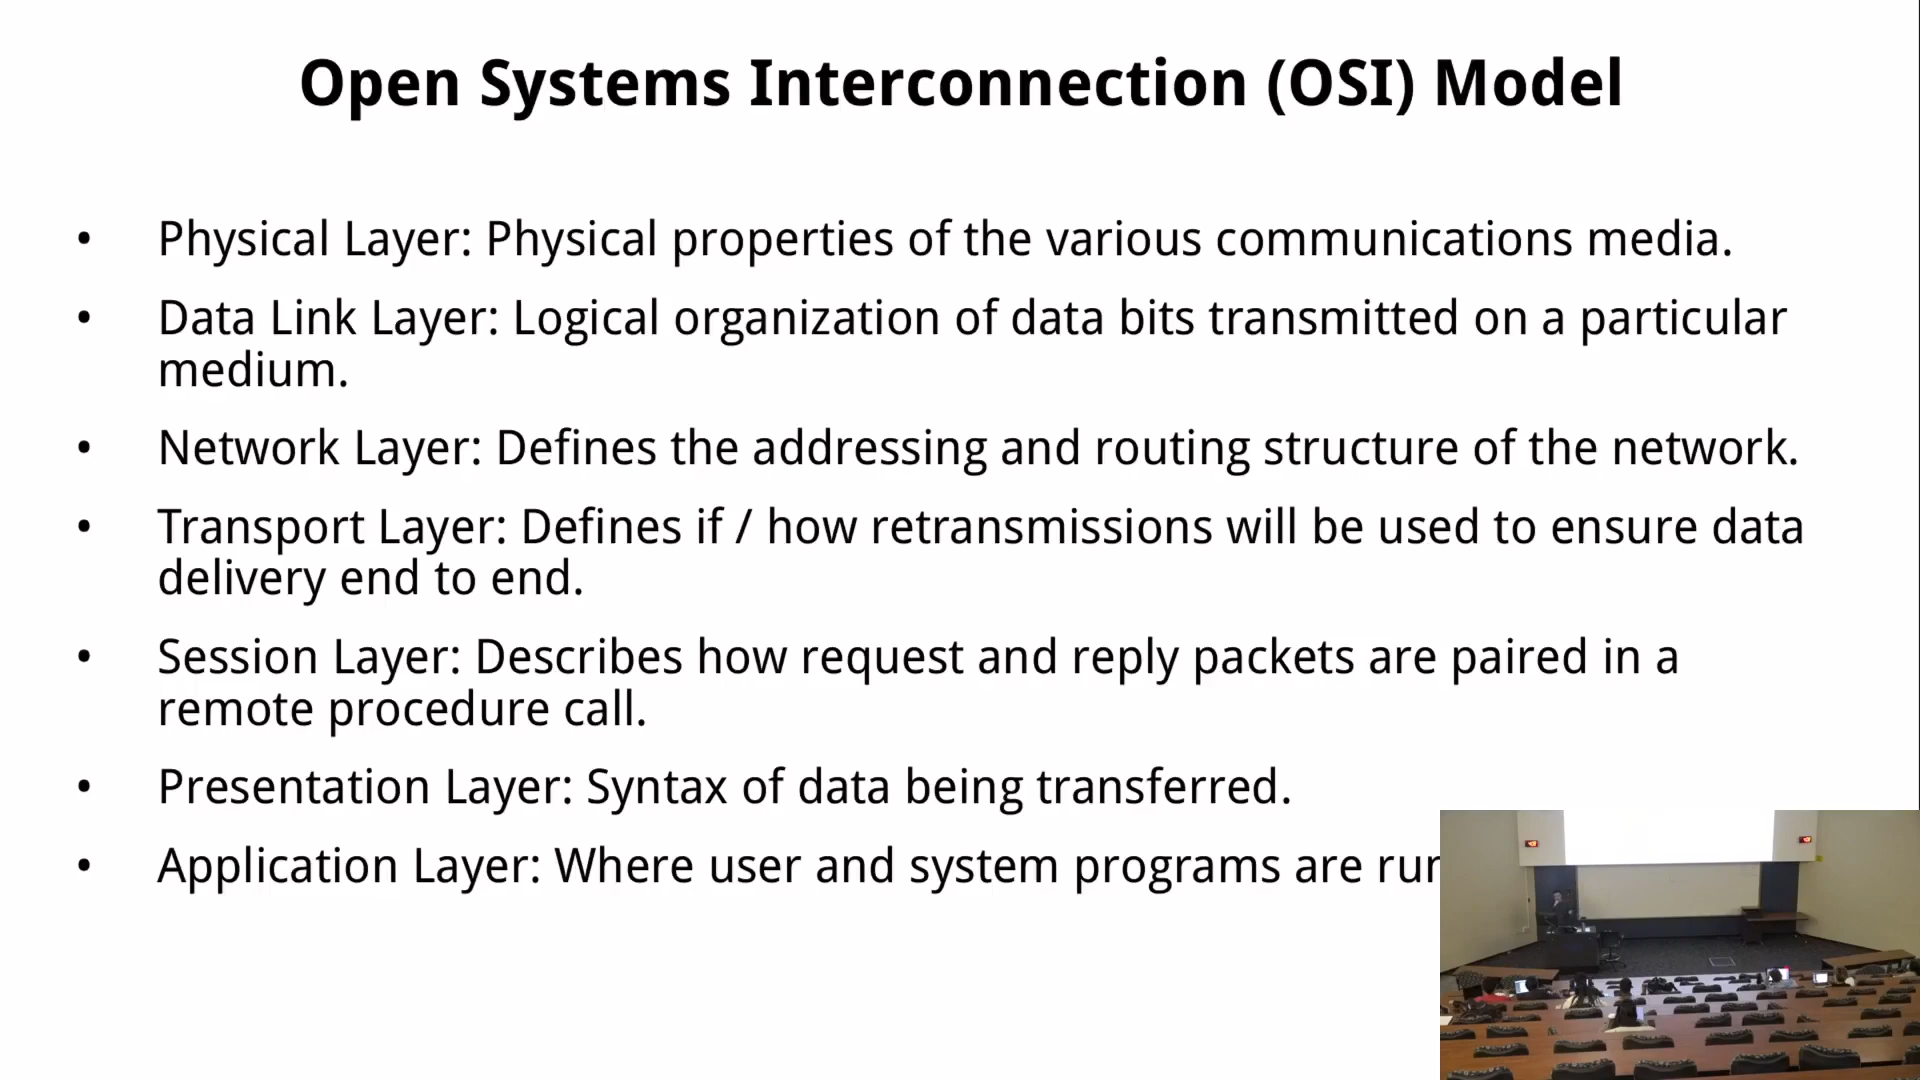 Open Systems Interconnection (OSI) Model
• Physical Layer: Physical properties of the various communications media.
• Data Link Layer: Logical organization of data bits transmitted on a particular
medium.
• Network Layer: Defines the addressing and routing structure of the network.
• Transport Layer: Defines if / how retransmissions will be used to ensure data
delivery end to end.
• Session Layer: Describes how request and reply packets are paired in a
remote procedure call.
• Presentation Layer: Syntax of data being transferred.
• Application Layer: Where user and system programs are run